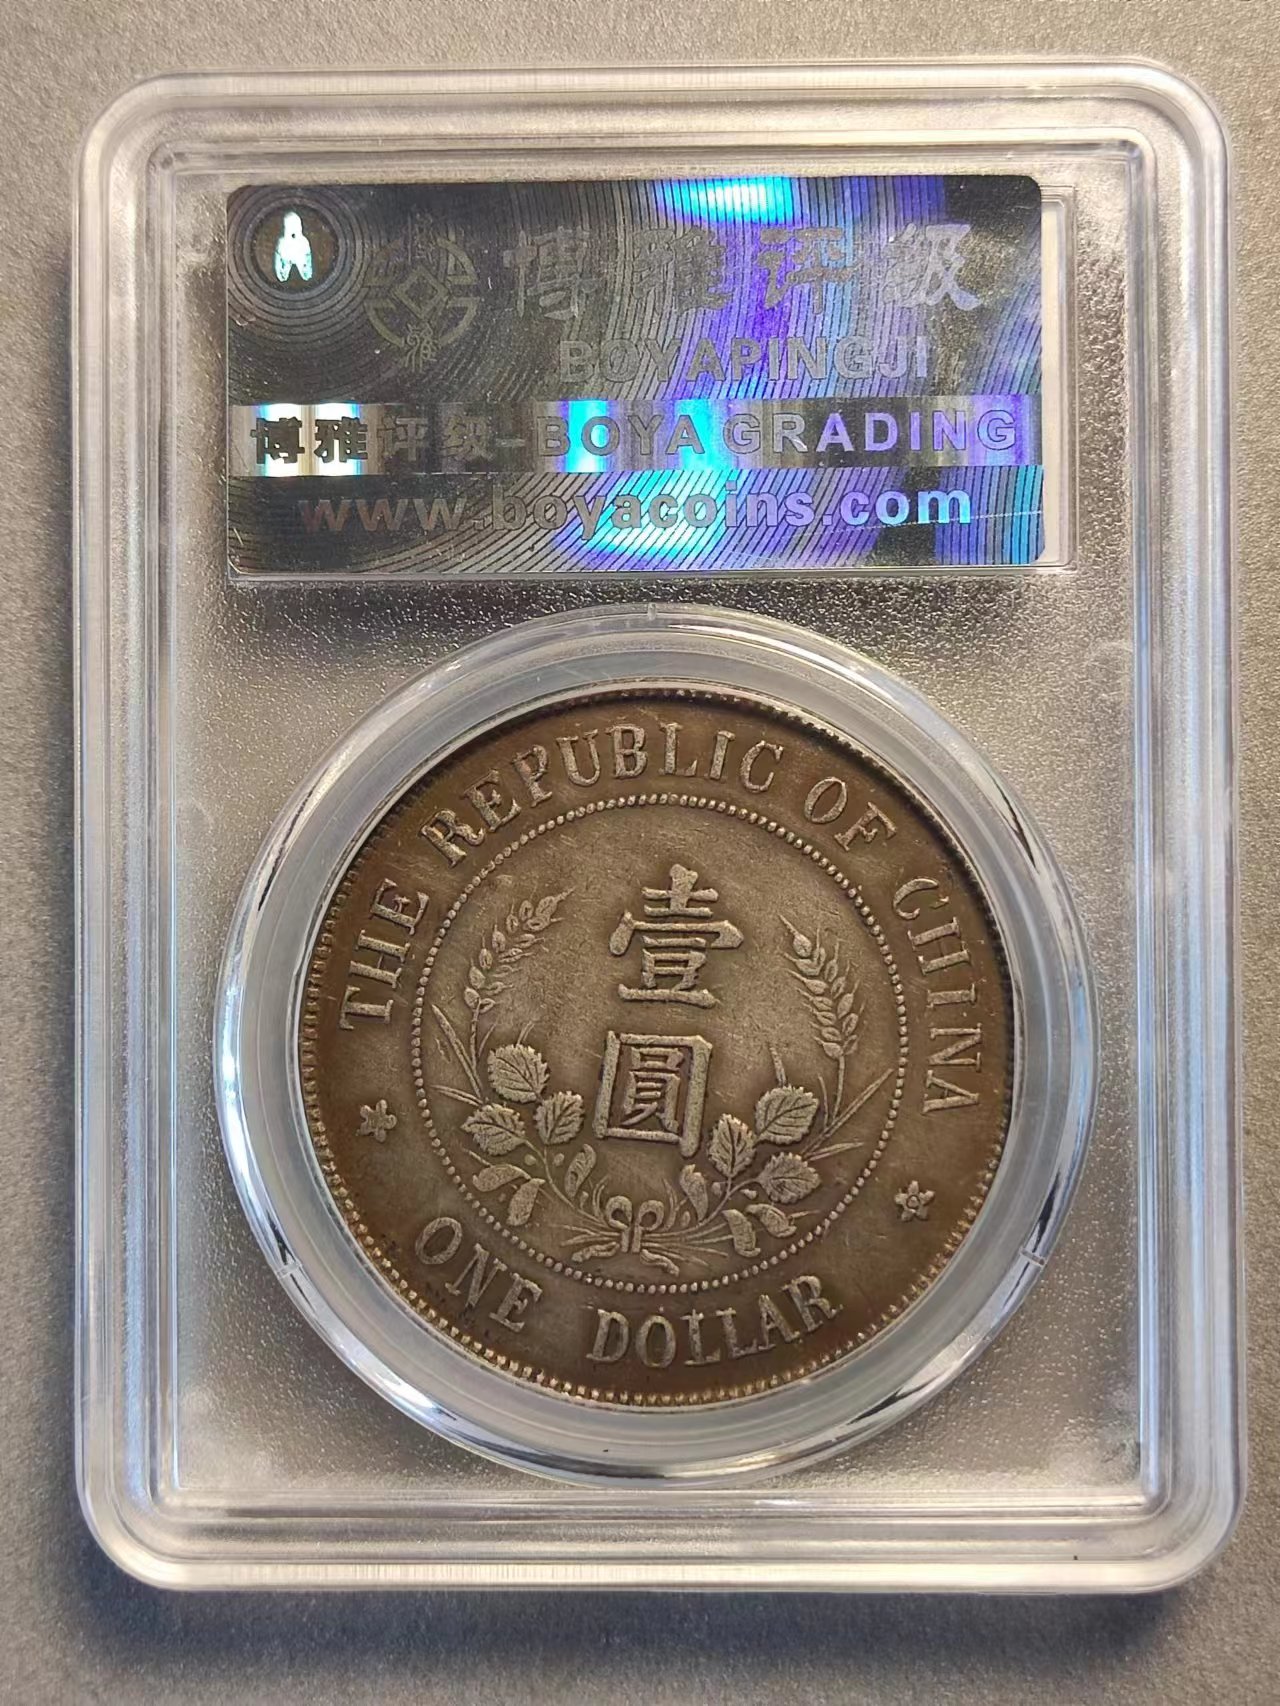 博雅评级
BOYAPINGJI
博雅评级-BOYA GRADING
www.boyacoins.com
THE REPUBLIC OF CHINA
壹
圓
ONE DOLLAR